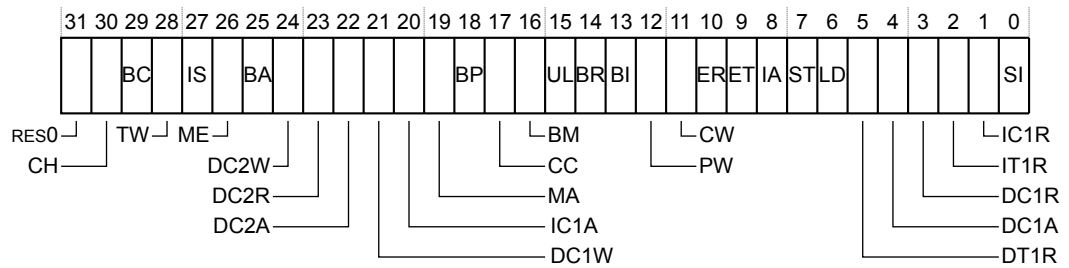 31 30 29 28 27 26 25 24 23 22 21 20 19 18 17 16 15 14 13 12 11 10 9 8 7 6 5 4 3 2 1 0
BC IS BA BP UL BR BI ER ET IA ST LD SI
RES0 TW ME BM CW IC1R
CH DC2W CC PW IT1R
DC2R MA DC1R
DC2A IC1A DC1A
DC1W DT1R